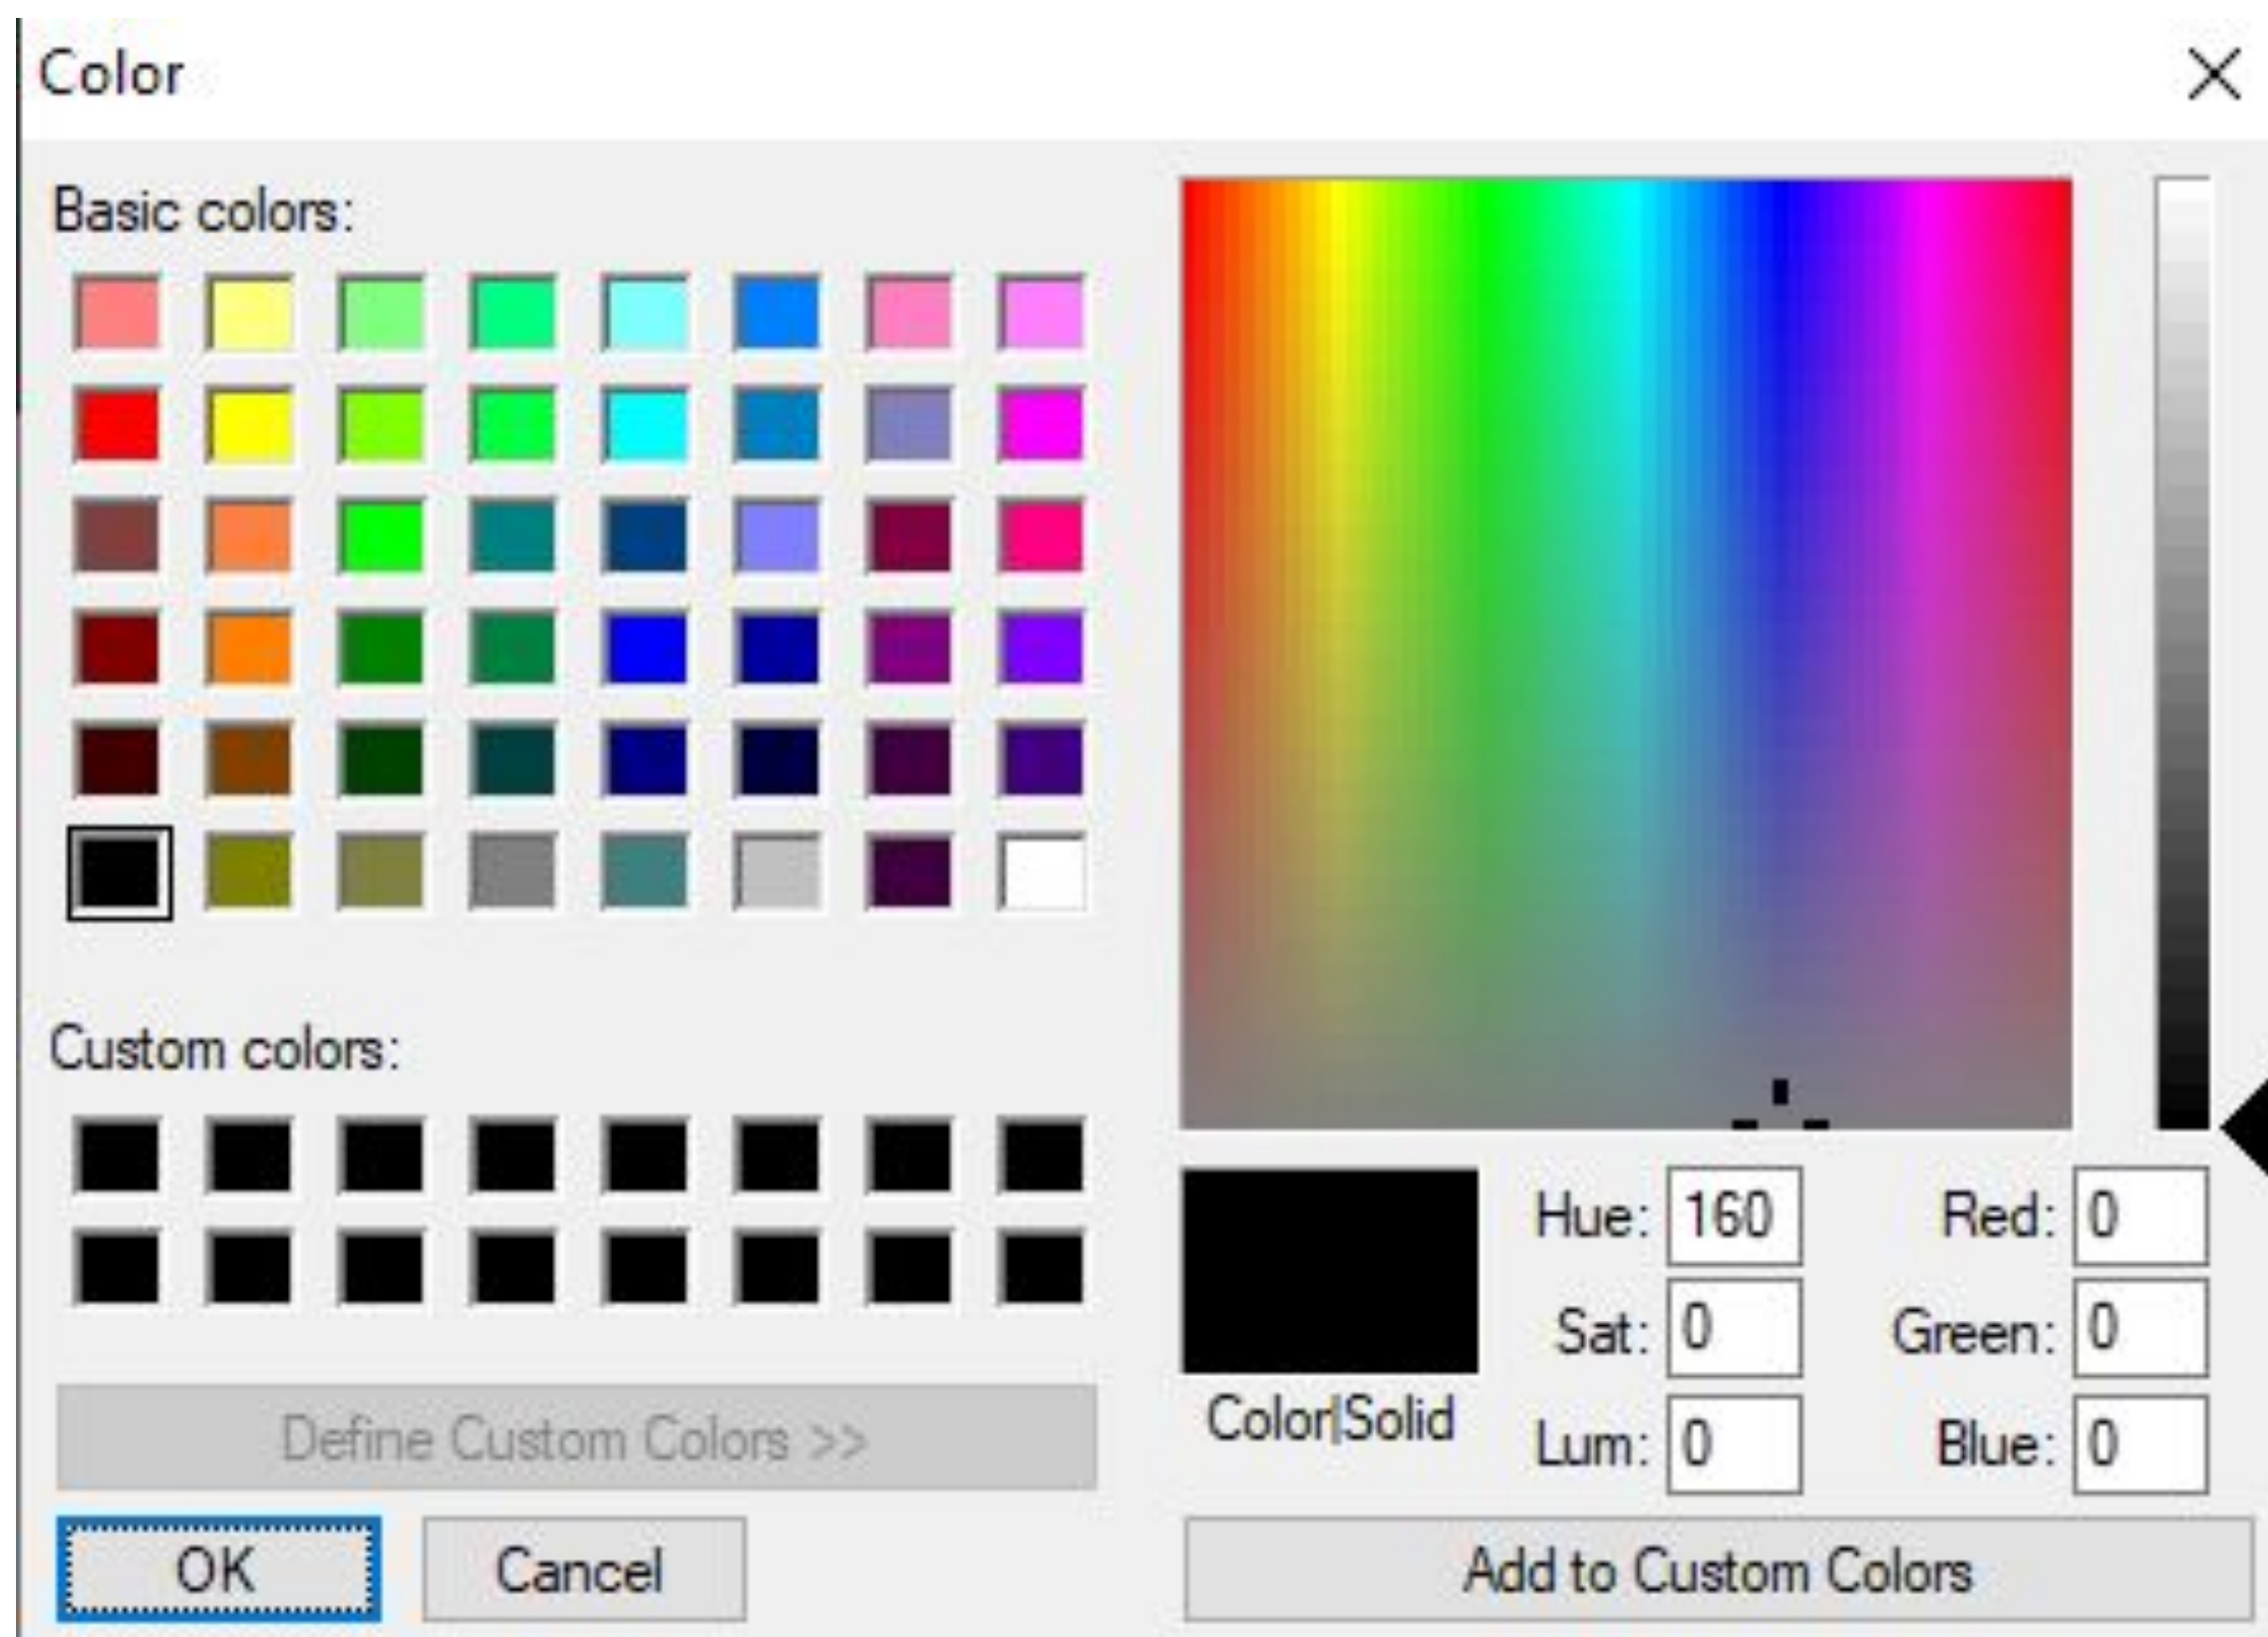 Color
Basic colors:
Custom colors:
Define Custom Colors >>
OK
Cancel
Color|Solid
Hue: 160
Red: 0
Sat: 0
Green: 0
Lum: 0
Blue: 0
Add to Custom Colors